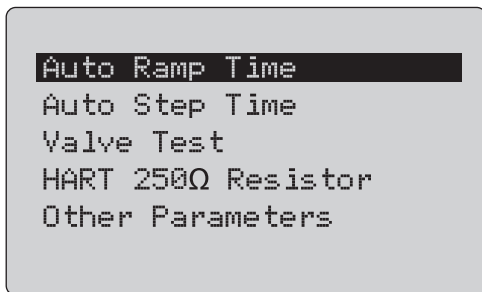 Auto Ramp Time
Auto Step Time
Valve Test
HART 250Ω Resistor
Other Parameters